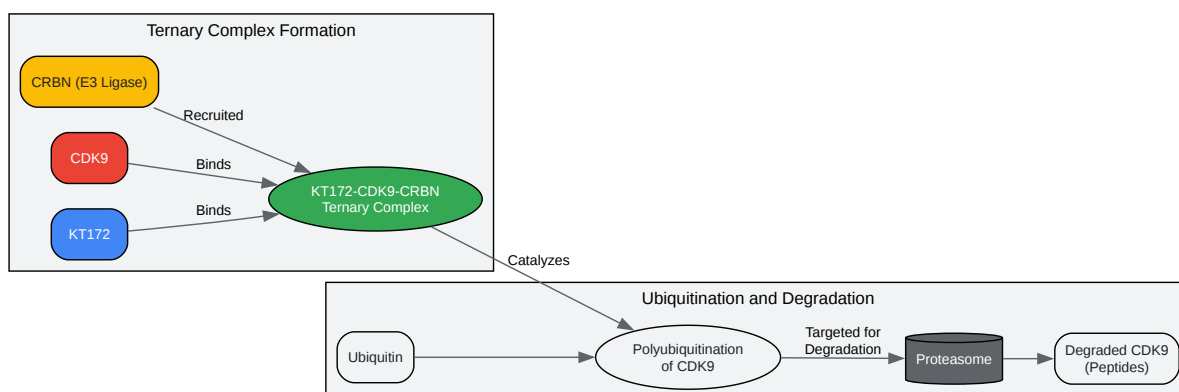 Ternary Complex Formation
CRBN (E3 Ligase)
Recruited
CDK9
Binds
KT172-CDK9-CRBN
Ternary Complex
Binds
KT172
Catalyzes
Ubiquitination and Degradation
Ubiquitin
Polyubiquitination
of CDK9
Targeted for
Degradation
Proteasome
Degraded CDK9
(Peptides)